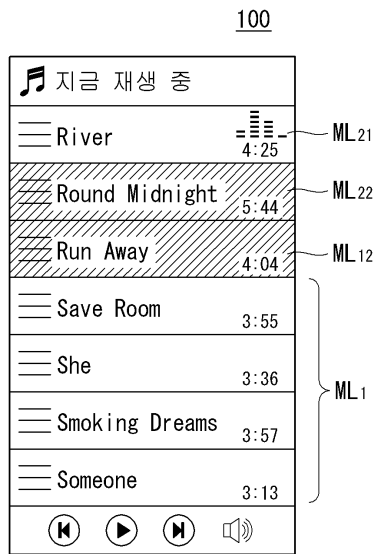 100
지금 재생 중
River 4:25 ML21
Round Midnight 5:44 ML22
Run Away 4:04 ML12
Save Room 3:55
She 3:36
ML1
Smoking Dreams 3:57
Someone 3:13